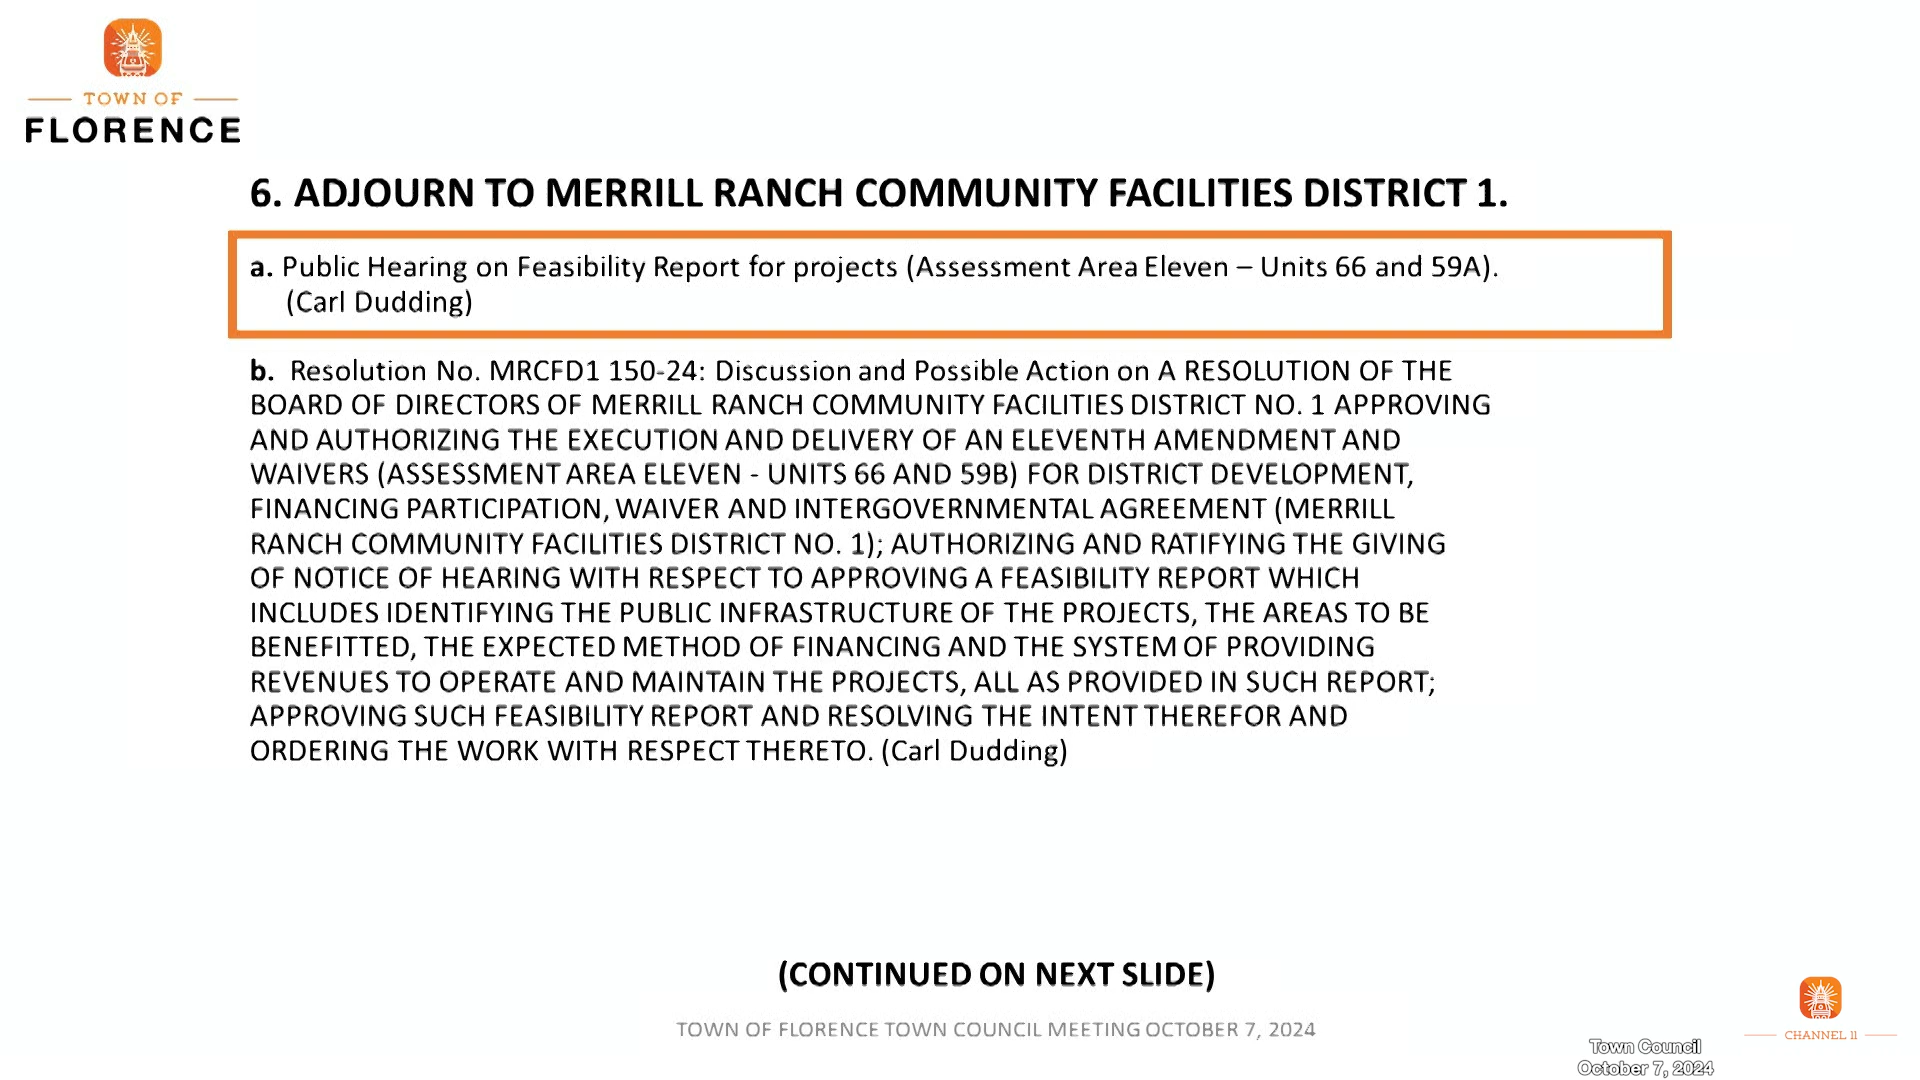 TOWN OF
FLORENCE
6. ADJOURN TO MERRILL RANCH COMMUNITY FACILITIES DISTRICT 1.
a. Public Hearing on Feasibility Report for projects (Assessment Area Eleven – Units 66 and 59A).
(Carl Dudding)
b. Resolution No. MRCFD1 150-24: Discussion and Possible Action on A RESOLUTION OF THE
BOARD OF DIRECTORS OF MERRILL RANCH COMMUNITY FACILITIES DISTRICT NO. 1 APPROVING
AND AUTHORIZING THE EXECUTION AND DELIVERY OF AN ELEVENTH AMENDMENT AND
WAIVERS (ASSESSMENT AREA ELEVEN - UNITS 66 AND 59B) FOR DISTRICT DEVELOPMENT,
FINANCING PARTICIPATION, WAIVER AND INTERGOVERNMENTAL AGREEMENT (MERRILL
RANCH COMMUNITY FACILITIES DISTRICT NO. 1); AUTHORIZING AND RATIFYING THE GIVING
OF NOTICE OF HEARING WITH RESPECT TO APPROVING A FEASIBILITY REPORT WHICH
INCLUDES IDENTIFYING THE PUBLIC INFRASTRUCTURE OF THE PROJECTS, THE AREAS TO BE
BENEFITTED, THE EXPECTED METHOD OF FINANCING AND THE SYSTEM OF PROVIDING
REVENUES TO OPERATE AND MAINTAIN THE PROJECTS, ALL AS PROVIDED IN SUCH REPORT;
APPROVING SUCH FEASIBILITY REPORT AND RESOLVING THE INTENT THEREFOR AND
ORDERING THE WORK WITH RESPECT THERETO. (Carl Dudding)
(CONTINUED ON NEXT SLIDE)
TOWN OF FLORENCE TOWN COUNCIL MEETING OCTOBER 7, 2024
CHANNEL 11
Town Council
October 7, 2024